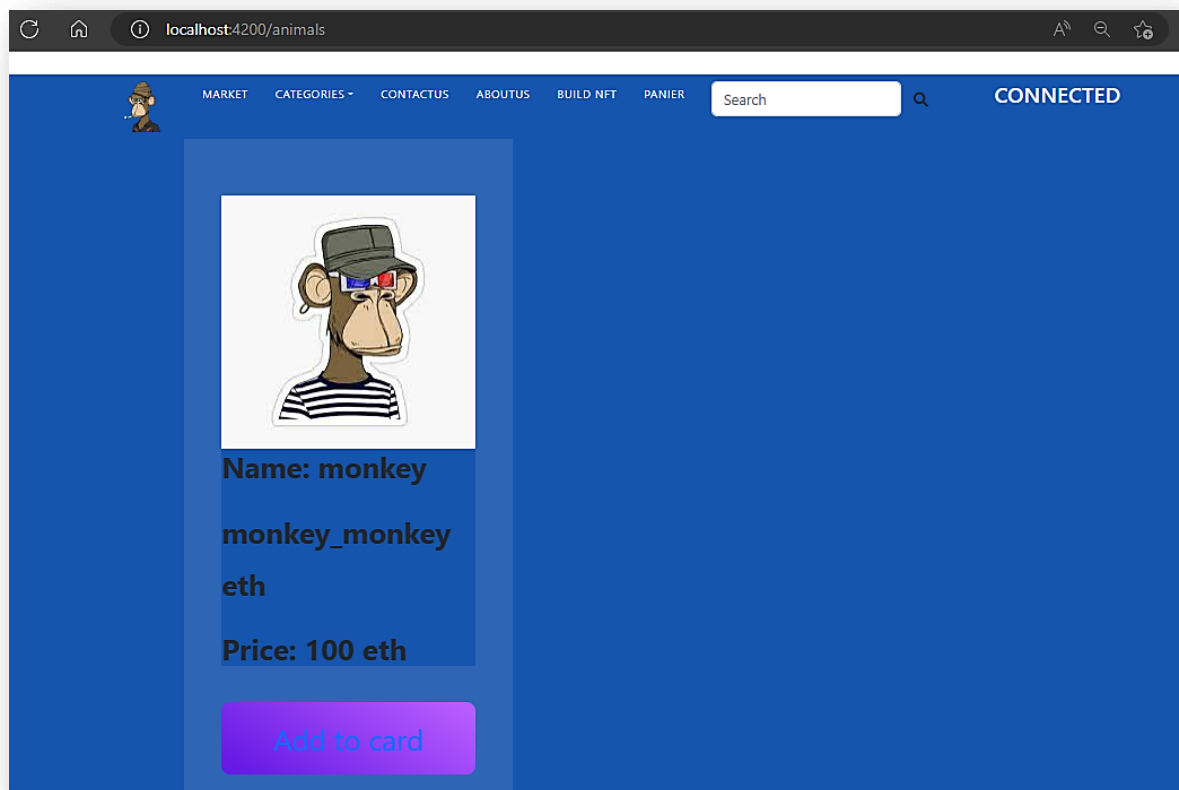 localhost:4200/animals
MARKET CATEGORIES CONTACTUS ABOUTUS BUILD NFT PANIER Search CONNECTED
Name: monkey
monkey_monkey
eth
Price: 100 eth
Add to card